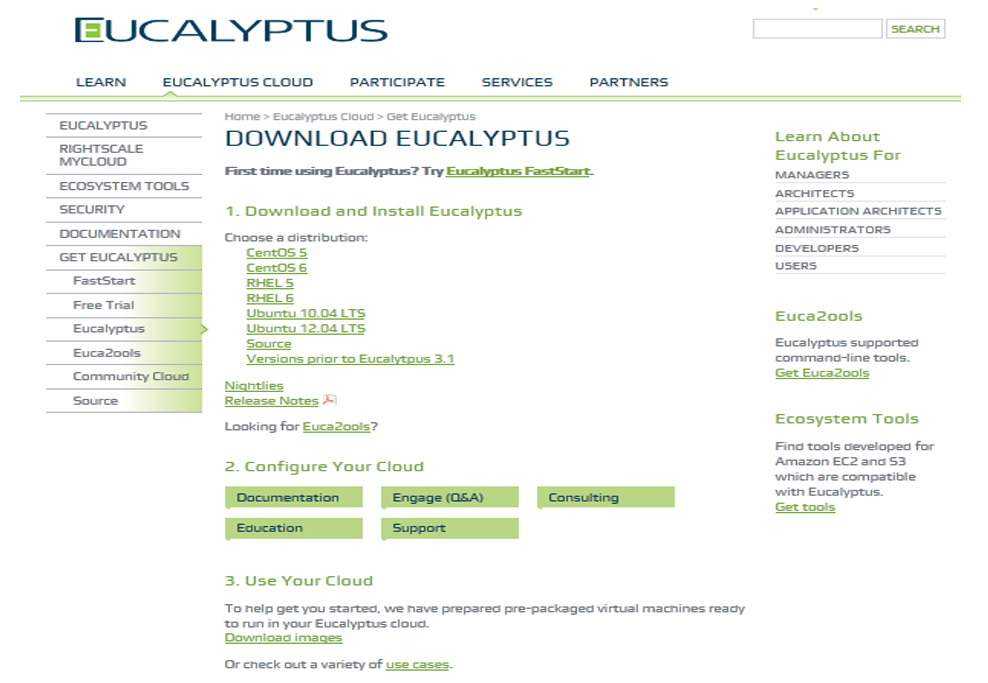 EUCALYPTUS
SEARCH
LEARN EUCALYPTUS CLOUD PARTICIPATE SERVICES PARTNERS
EUCALYPTUS
RIGHTSCALE
MYCLOUD
ECOSYSTEM TOOLS
SECURITY
DOCUMENTATION
GET EUCALYPTUS
FastStart
Free Trial
Eucalyptus
Euca2ools
Community Cloud
Source
Home > Eucalyptus Cloud > Get Eucalyptus
DOWNLOAD EUCALYPTUS
First time using Eucalyptus? Try Eucalyptus FastStart.
1. Download and Install Eucalyptus
Choose a distribution:
CentOS 5
CentOS 6
RHEL 5
RHEL 6
Ubuntu 10.04 LTS
Ubuntu 12.04 LTS
Source
Versions prior to Eucalytpus 3.1
Nightlies
Release Notes
Looking for Euca2ools?
2. Configure Your Cloud
Documentation Engage (Q&A) Consulting
Education Support
3. Use Your Cloud
To help get you started, we have prepared pre-packaged virtual machines ready
to run in your Eucalyptus cloud.
Download images
Or check out a variety of use cases.
Learn About
Eucalyptus For
MANAGERS
ARCHITECTS
APPLICATION ARCHITECTS
ADMINISTRATORS
DEVELOPERS
USERS
Euca2ools
Eucalyptus supported
command-line tools.
Get Euca2ools
Ecosystem Tools
Find tools developed for
Amazon EC2 and S3
which are compatible
with Eucalyptus.
Get tools